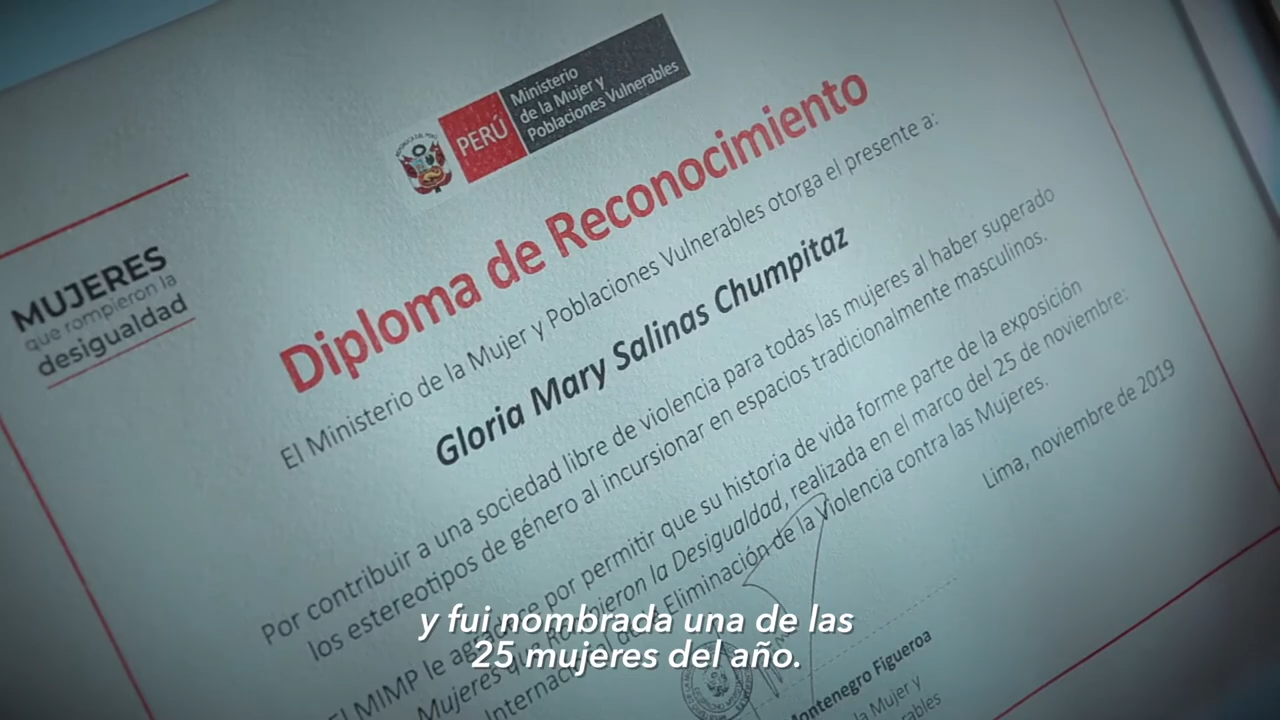 PERÚ
Ministerio
de la Mujer y
Poblaciones Vulnerables
MUJERES
que rompieron la
desigualdad
Diploma de Reconocimiento
El Ministerio de la Mujer y Poblaciones Vulnerables otorga el presente a:
Gloria Mary Salinas Chumpitaz
Por contribuir a una sociedad libre de violencia para todas las mujeres al haber superado
los estereotipos de género al incursionar en espacios tradicionalmente masculinos.
El MIMP le agradece por permitir que su historia de vida forme parte de la exposición
Mujeres que Rompieron la Desigualdad, realizada en el marco del 25 de noviembre:
Internacional de la Eliminación de la Violencia contra las Mujeres.
Lima, noviembre de 2019
Montenegro Figueroa
la Mujer y
y fui nombrada una de las
25 mujeres del año.